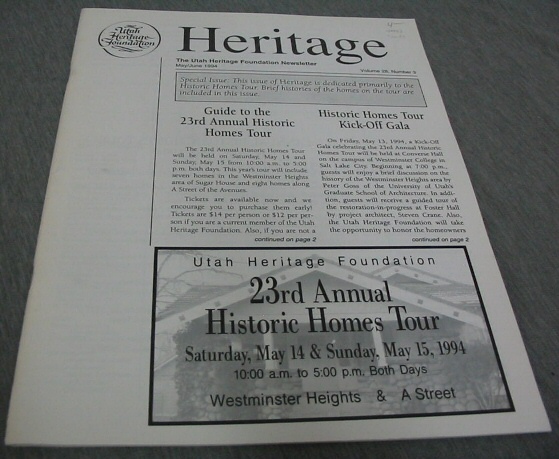 The
Utah
Heritage
Foundation
Heritage
The Utah Heritage Foundation Newsletter
May/June 1994
Volume 28, Number 3
Special Issue: This issue of Heritage is dedicated primarily to the
Historic Homes Tour. Brief histories of the homes on the tour are
included in this issue.
Guide to the
23rd Annual Historic
Homes Tour
The 23rd Annual Historic Homes Tour
will be held on Saturday, May 14 and
Sunday, May 15 from 10:00 a.m. to 5:00
p.m. both days. This year's tour will include
seven homes in the Westminster Heights
area of Sugar House and eight homes along
A Street of the Avenues.
Tickets are available now and we
encourage you to purchase them early!
Tickets are $14 per person or $12 per per-
son if you are a current member of the Utah
Heritage Foundation. Also, if you are not a
continued on page 2
Historic Homes Tour
Kick-Off Gala
On Friday, May 13, 1994, a Kick-Off
Gala celebrating the 23rd Annual Historic
Homes Tour will be held at Converse Hall
on the campus of Westminster College in
Salt Lake City. Beginning at 7:00 p.m.,
guests will enjoy a brief discussion on the
history of the Westminster Heights area by
Peter Goss of the University of Utah's
Graduate School of Architecture. In addi-
tion, guests will receive a guided tour of
the restoration-in-progress at Foster Hall
by project architect, Steven Crane. Also,
the Utah Heritage Foundation will take
the opportunity to honor the homeowners
continued on page 2
Utah Heritage Foundation
23rd Annual
Historic Homes Tour
Saturday, May 14 & Sunday, May 15, 1994
10:00 a.m. to 5:00 p.m. Both Days
Westminster Heights & A Street